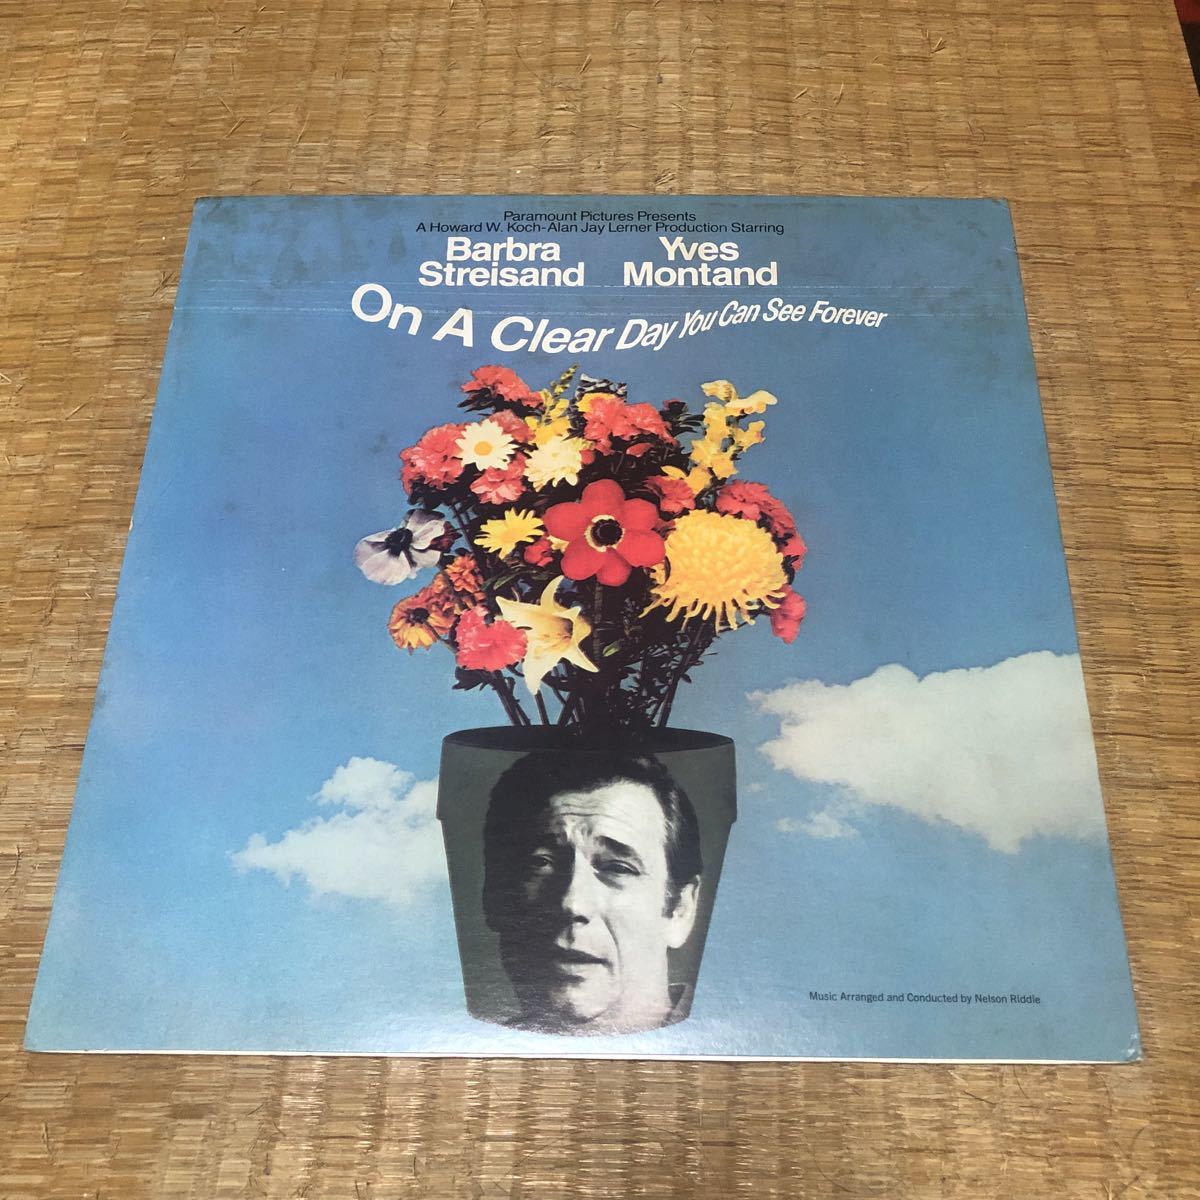 Paramount Pictures Presents
A Howard W. Koch-Alan Jay Lerner Production Starring
Barbra Streisand
Yves Montand
On A Clear Day You Can See Forever
Music Arranged and Conducted by Nelson Riddle